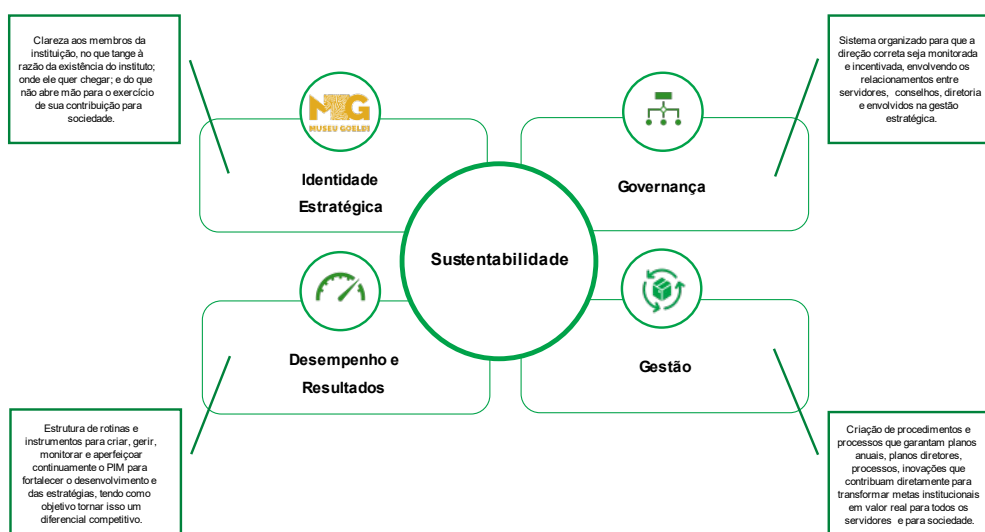 Clareza aos membros da
instituição, no que tange à
razão da existência do instituto;
onde ele quer chegar; e do que
não abre mão para o exercício
de sua contribuição para
sociedade.
Sistema organizado para que a
direção correta seja monitorada
e incentivada, envolvendo os
relacionamentos entre
servidores, conselhos, diretoria
e envolvidos na gestão
estratégica.
MUSEU GOELDI
Identidade
Estratégica
Governança
Sustentabilidade
Desempenho e
Resultados
Gestão
Estrutura de rotinas e
instrumentos para criar, gerir,
monitorar e aperfeiçoar
continuamente o PIM para
fortalecer o desenvolvimento e
das estratégias, tendo como
objetivo tornar isso um
diferencial competitivo.
Criação de procedimentos e
processos que garantam planos
anuais, planos diretores,
processos, inovações que
contribuam diretamente para
transformar metas institucionais
em valor real para todos os
servidores e para sociedade.